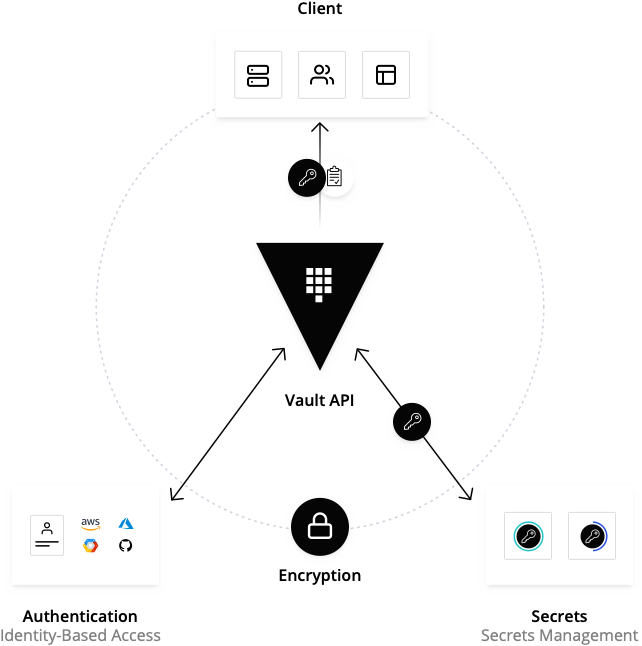 Client
Vault API
aws
Encryption
Authentication
Identity-Based Access
Secrets
Secrets Management